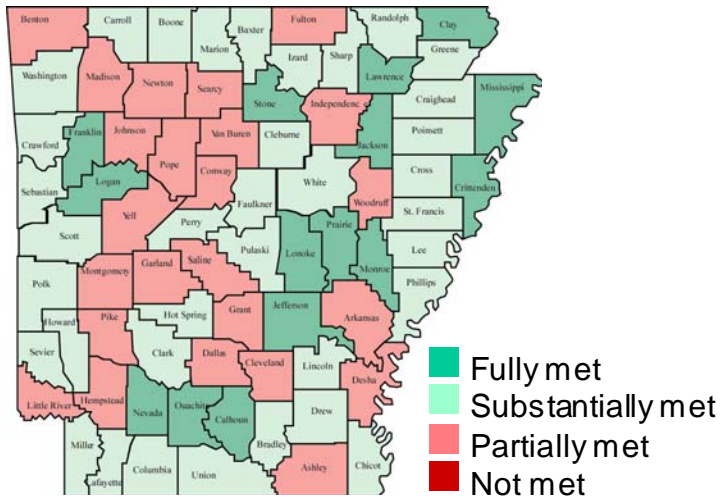 Benton
Carroll
Boone
Marion
Baxter
Fulton
Randolph
Clay
Izard
Sharp
Greene
Washington
Madison
Newton
Searcy
Stone
Lawrence
Independenc
Craighead
Mississippi
Crawford
Franklin
Johnson
Pope
Van Buren
Cleburne
Jackson
Poinsett
Logan
Conway
White
Woodruff
Cross
Crittenden
Sebastian
Yell
Faulkner
St. Francis
Scott
Perry
Pulaski
Lonoke
Prairie
Monroe
Lee
Polk
Montgomery
Garland
Saline
Phillips
Howard
Pike
Hot Spring
Grant
Jefferson
Arkansas
Sevier
Clark
Dallas
Cleveland
Lincoln
Desha
Little River
Hempstead
Nevada
Ouachita
Calhoun
Drew
Miller
Lafayette
Columbia
Union
Bradley
Ashley
Chicot
Fully met
Substantially met
Partially met
Not met